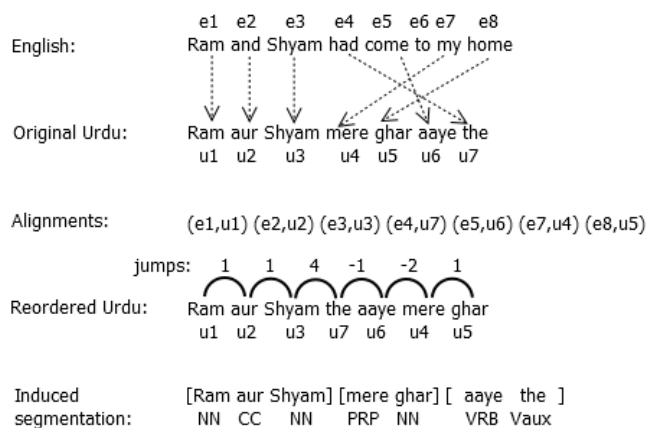 e1 e2 e3 e4 e5 e6 e7 e8
English: Ram and Shyam had come to my home
Original Urdu: Ram aur Shyam mere ghar aaye the
u1 u2 u3 u4 u5 u6 u7
Alignments: (e1,u1) (e2,u2) (e3,u3) (e4,u7) (e5,u6) (e7,u4) (e8,u5)
jumps: 1 1 4 -1 -2 1
Reordered Urdu: Ram aur Shyam the aaye mere ghar
u1 u2 u3 u7 u6 u4 u5
Induced [Ram aur Shyam] [mere ghar] [ aaye the ]
segmentation: NN CC NN PRP NN VRB Vaux